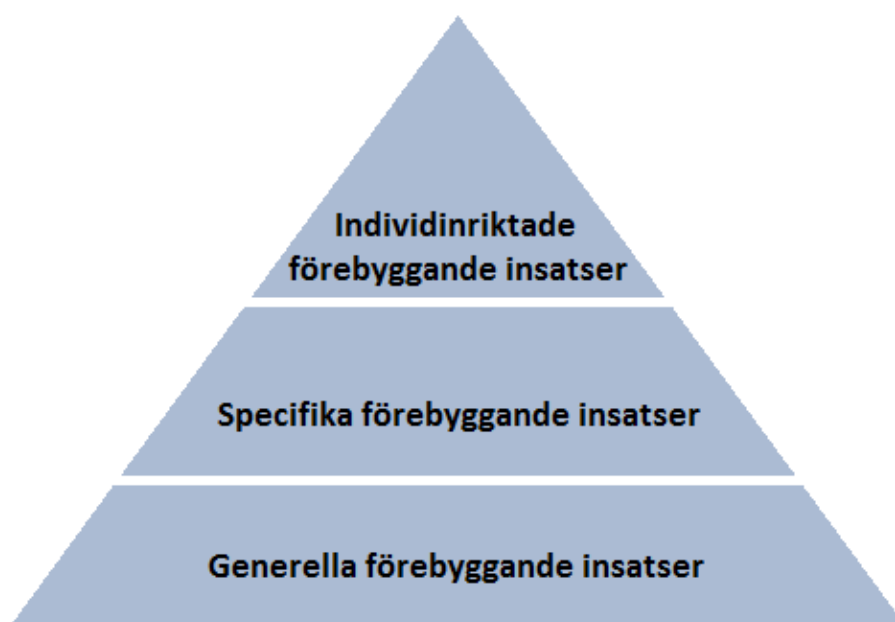 Individinriktade
förebyggande insatser
Specifika förebyggande insatser
Generella förebyggande insatser